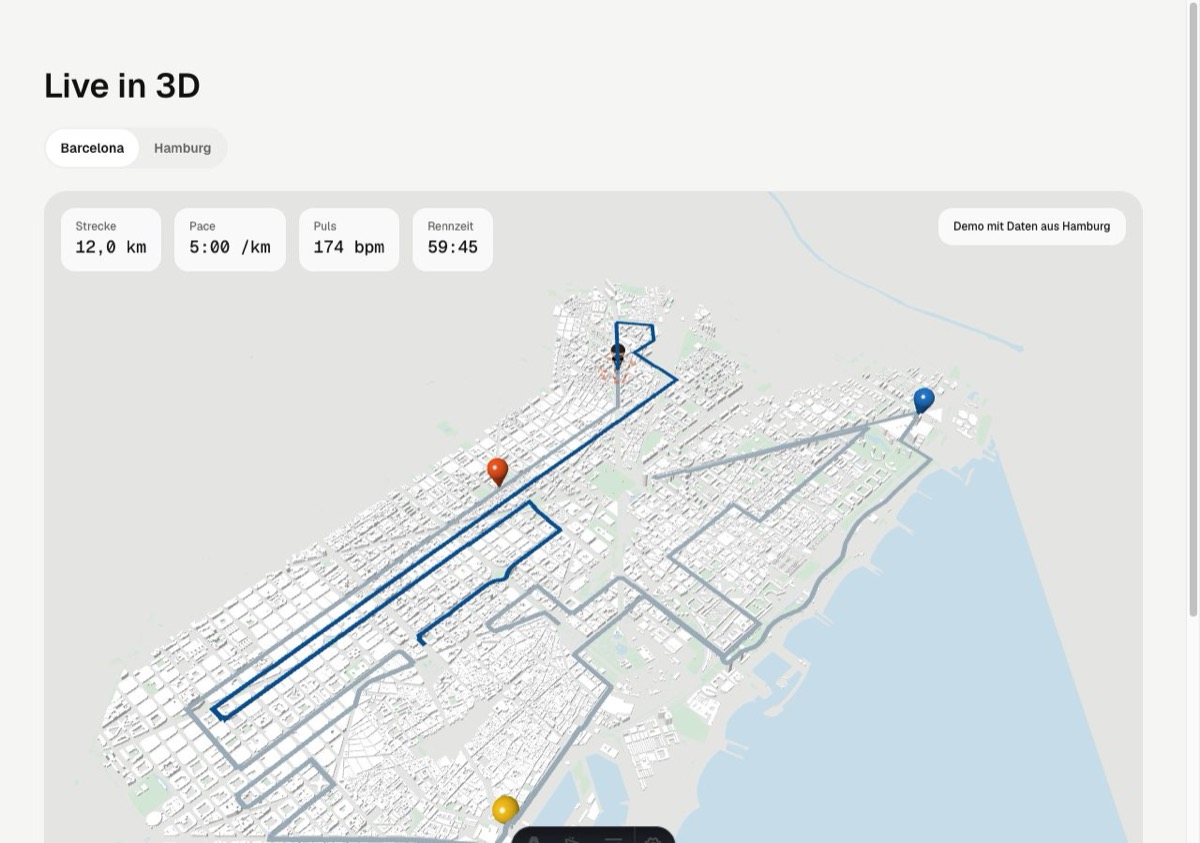 Live in 3D
Barcelona
Hamburg
Strecke
12,0 km
Pace
5:00 /km
Puls
174 bpm
Rennzeit
59:45
Demo mit Daten aus Hamburg